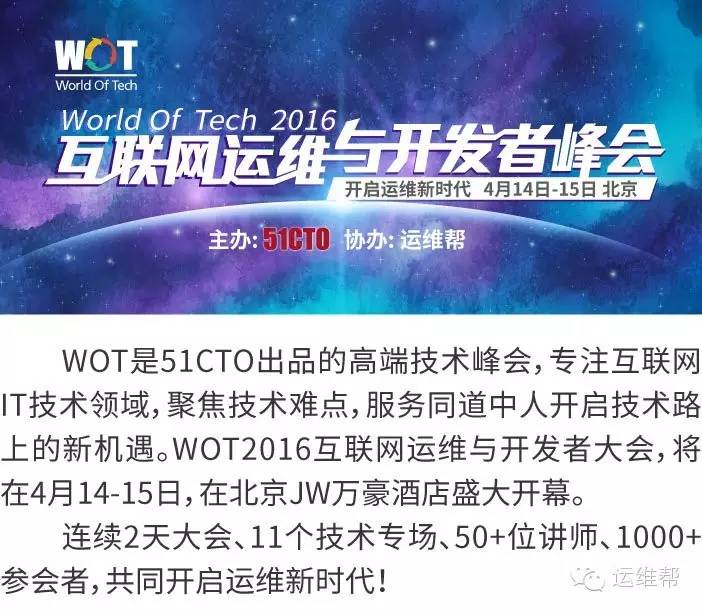 WOT
World Of Tech
World Of Tech 2016
互联网运维与开发者峰会
开启运维新时代 4月14日-15日 北京
主办: 51CTO 协办: 运维帮
WOT是51CTO出品的高端技术峰会,专注互联网
IT技术领域,聚焦技术难点,服务同道中人开启技术路
上的新机遇。WOT2016互联网运维与开发者大会,将
在4月14-15日,在北京JW万豪酒店盛大开幕。
连续2天大会、11个技术专场、50+位讲师、1000+
参会者,共同开启运维新时代!
运维帮